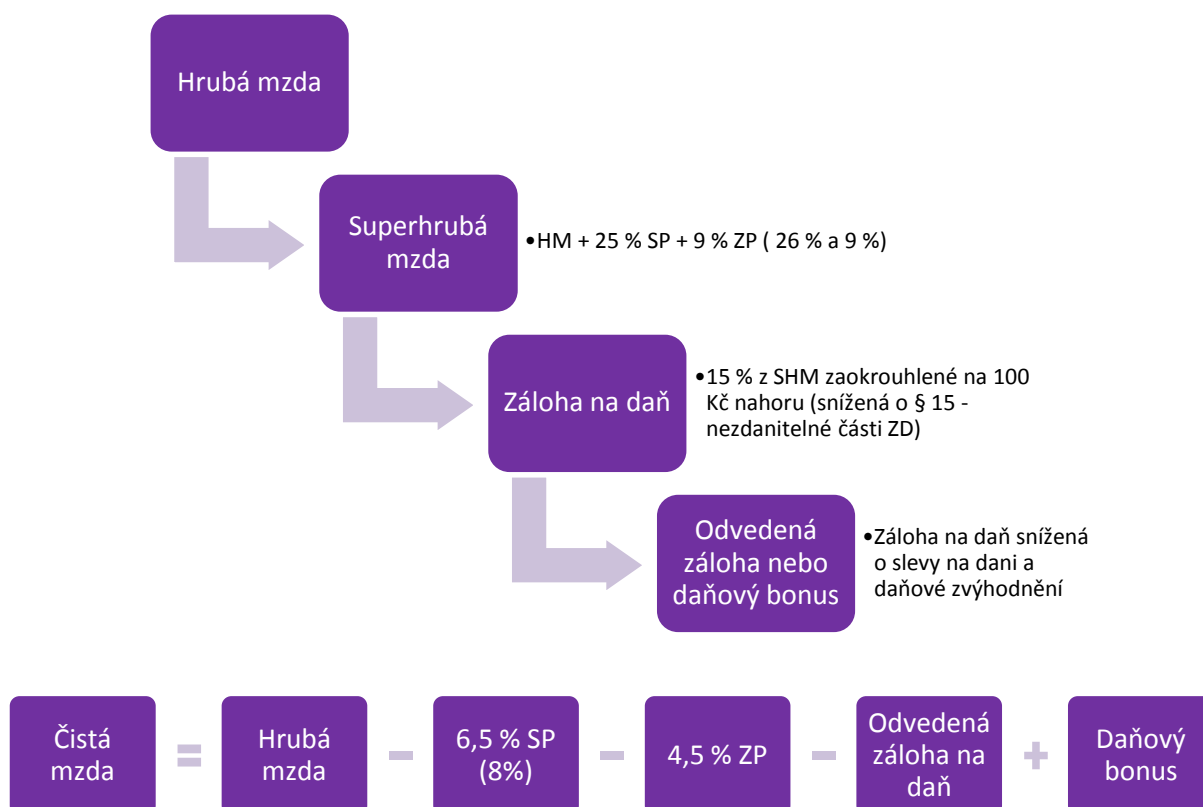 Hrubá mzda
Superhrubá
mzda
•HM + 25 % SP + 9 % ZP ( 26 % a 9 %)
Záloha na daň
•15 % z SHM zaokrouhlené na 100
Kč nahoru (snížená o § 15 -
nezdanitelné části ZD)
Odvedená
záloha nebo
daňový bonus
•Záloha na daň snížená
o slevy na dani a
daňové zvýhodnění
Čistá
mzda
=
Hrubá
mzda
−
6,5 % SP
(8%)
−
4,5 % ZP
−
Odvedená
záloha na
daň
+
Daňový
bonus